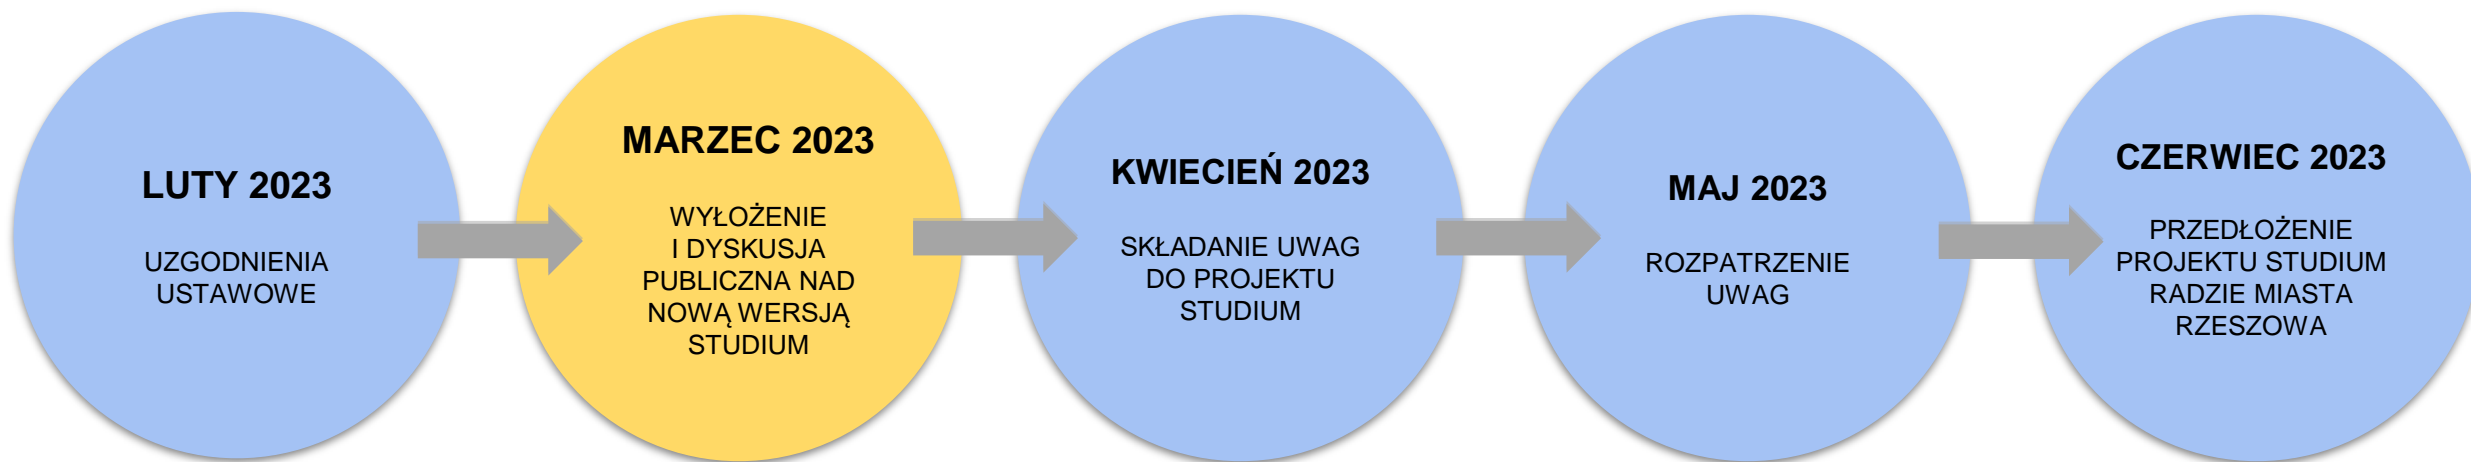 LUTY 2023
UZGODNIENIA
USTAWOWE
MARZEC 2023
WYŁOŻENIE
I DYSKUSJA
PUBLICZNA NAD
NOWĄ WERSJĄ
STUDIUM
KWIECIEŃ 2023
SKŁADANIE UWAG
DO PROJEKTU
STUDIUM
MAJ 2023
ROZPATRZENIE
UWAG
CZERWIEC 2023
PRZEDŁOŻENIE
PROJEKTU STUDIUM
RADZIE MIASTA
RZESZOWA